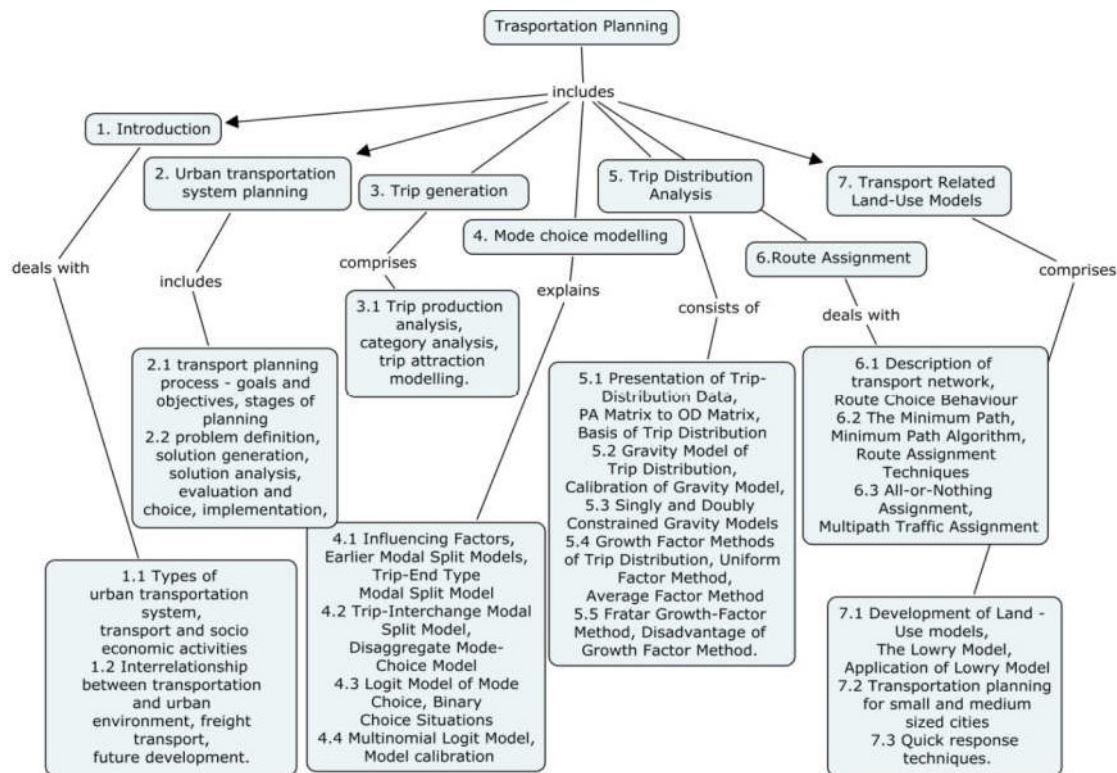 Trasportation Planning
includes
1. Introduction
2. Urban transportation
system planning
3. Trip generation
4. Mode choice modelling
5. Trip Distribution
Analysis
6.Route Assignment
7. Transport Related
Land-Use Models
deals with
includes
comprises
explains
consists of
deals with
comprises
1.1 Types of
urban transportation
system,
transport and socio
economic activities
1.2 Interrelationship
between transportation
and urban
environment, freight
transport,
future development.
2.1 transport planning
process - goals and
objectives, stages of
planning
2.2 problem definition,
solution generation,
solution analysis,
evaluation and
choice, implementation,
3.1 Trip production
analysis,
category analysis,
trip attraction
modelling.
4.1 Influencing Factors,
Earlier Modal Split Models,
Trip-End Type
Modal Split Model
4.2 Trip-Interchange Modal
Split Model,
Disaggregate Mode-
Choice Model
4.3 Logit Model of Mode
Choice, Binary
Choice Situations
4.4 Multinomial Logit Model,
Model calibration
5.1 Presentation of Trip-
Distribution Data,
PA Matrix to OD Matrix,
Basis of Trip Distribution
5.2 Gravity Model of
Trip Distribution,
Calibration of Gravity Model,
5.3 Singly and Doubly
Constrained Gravity Models
5.4 Growth Factor Methods
of Trip Distribution, Uniform
Factor Method,
Average Factor Method
5.5 Fratar Growth-Factor
Method, Disadvantage of
Growth Factor Method.
6.1 Description of
transport network,
Route Choice Behaviour
6.2 The Minimum Path,
Minimum Path Algorithm,
Route Assignment
Techniques
6.3 All-or-Nothing
Assignment,
Multipath Traffic Assignment
7.1 Development of Land -
Use models,
The Lowry Model,
Application of Lowry Model
7.2 Transportation planning
for small and medium
sized cities
7.3 Quick response
techniques.